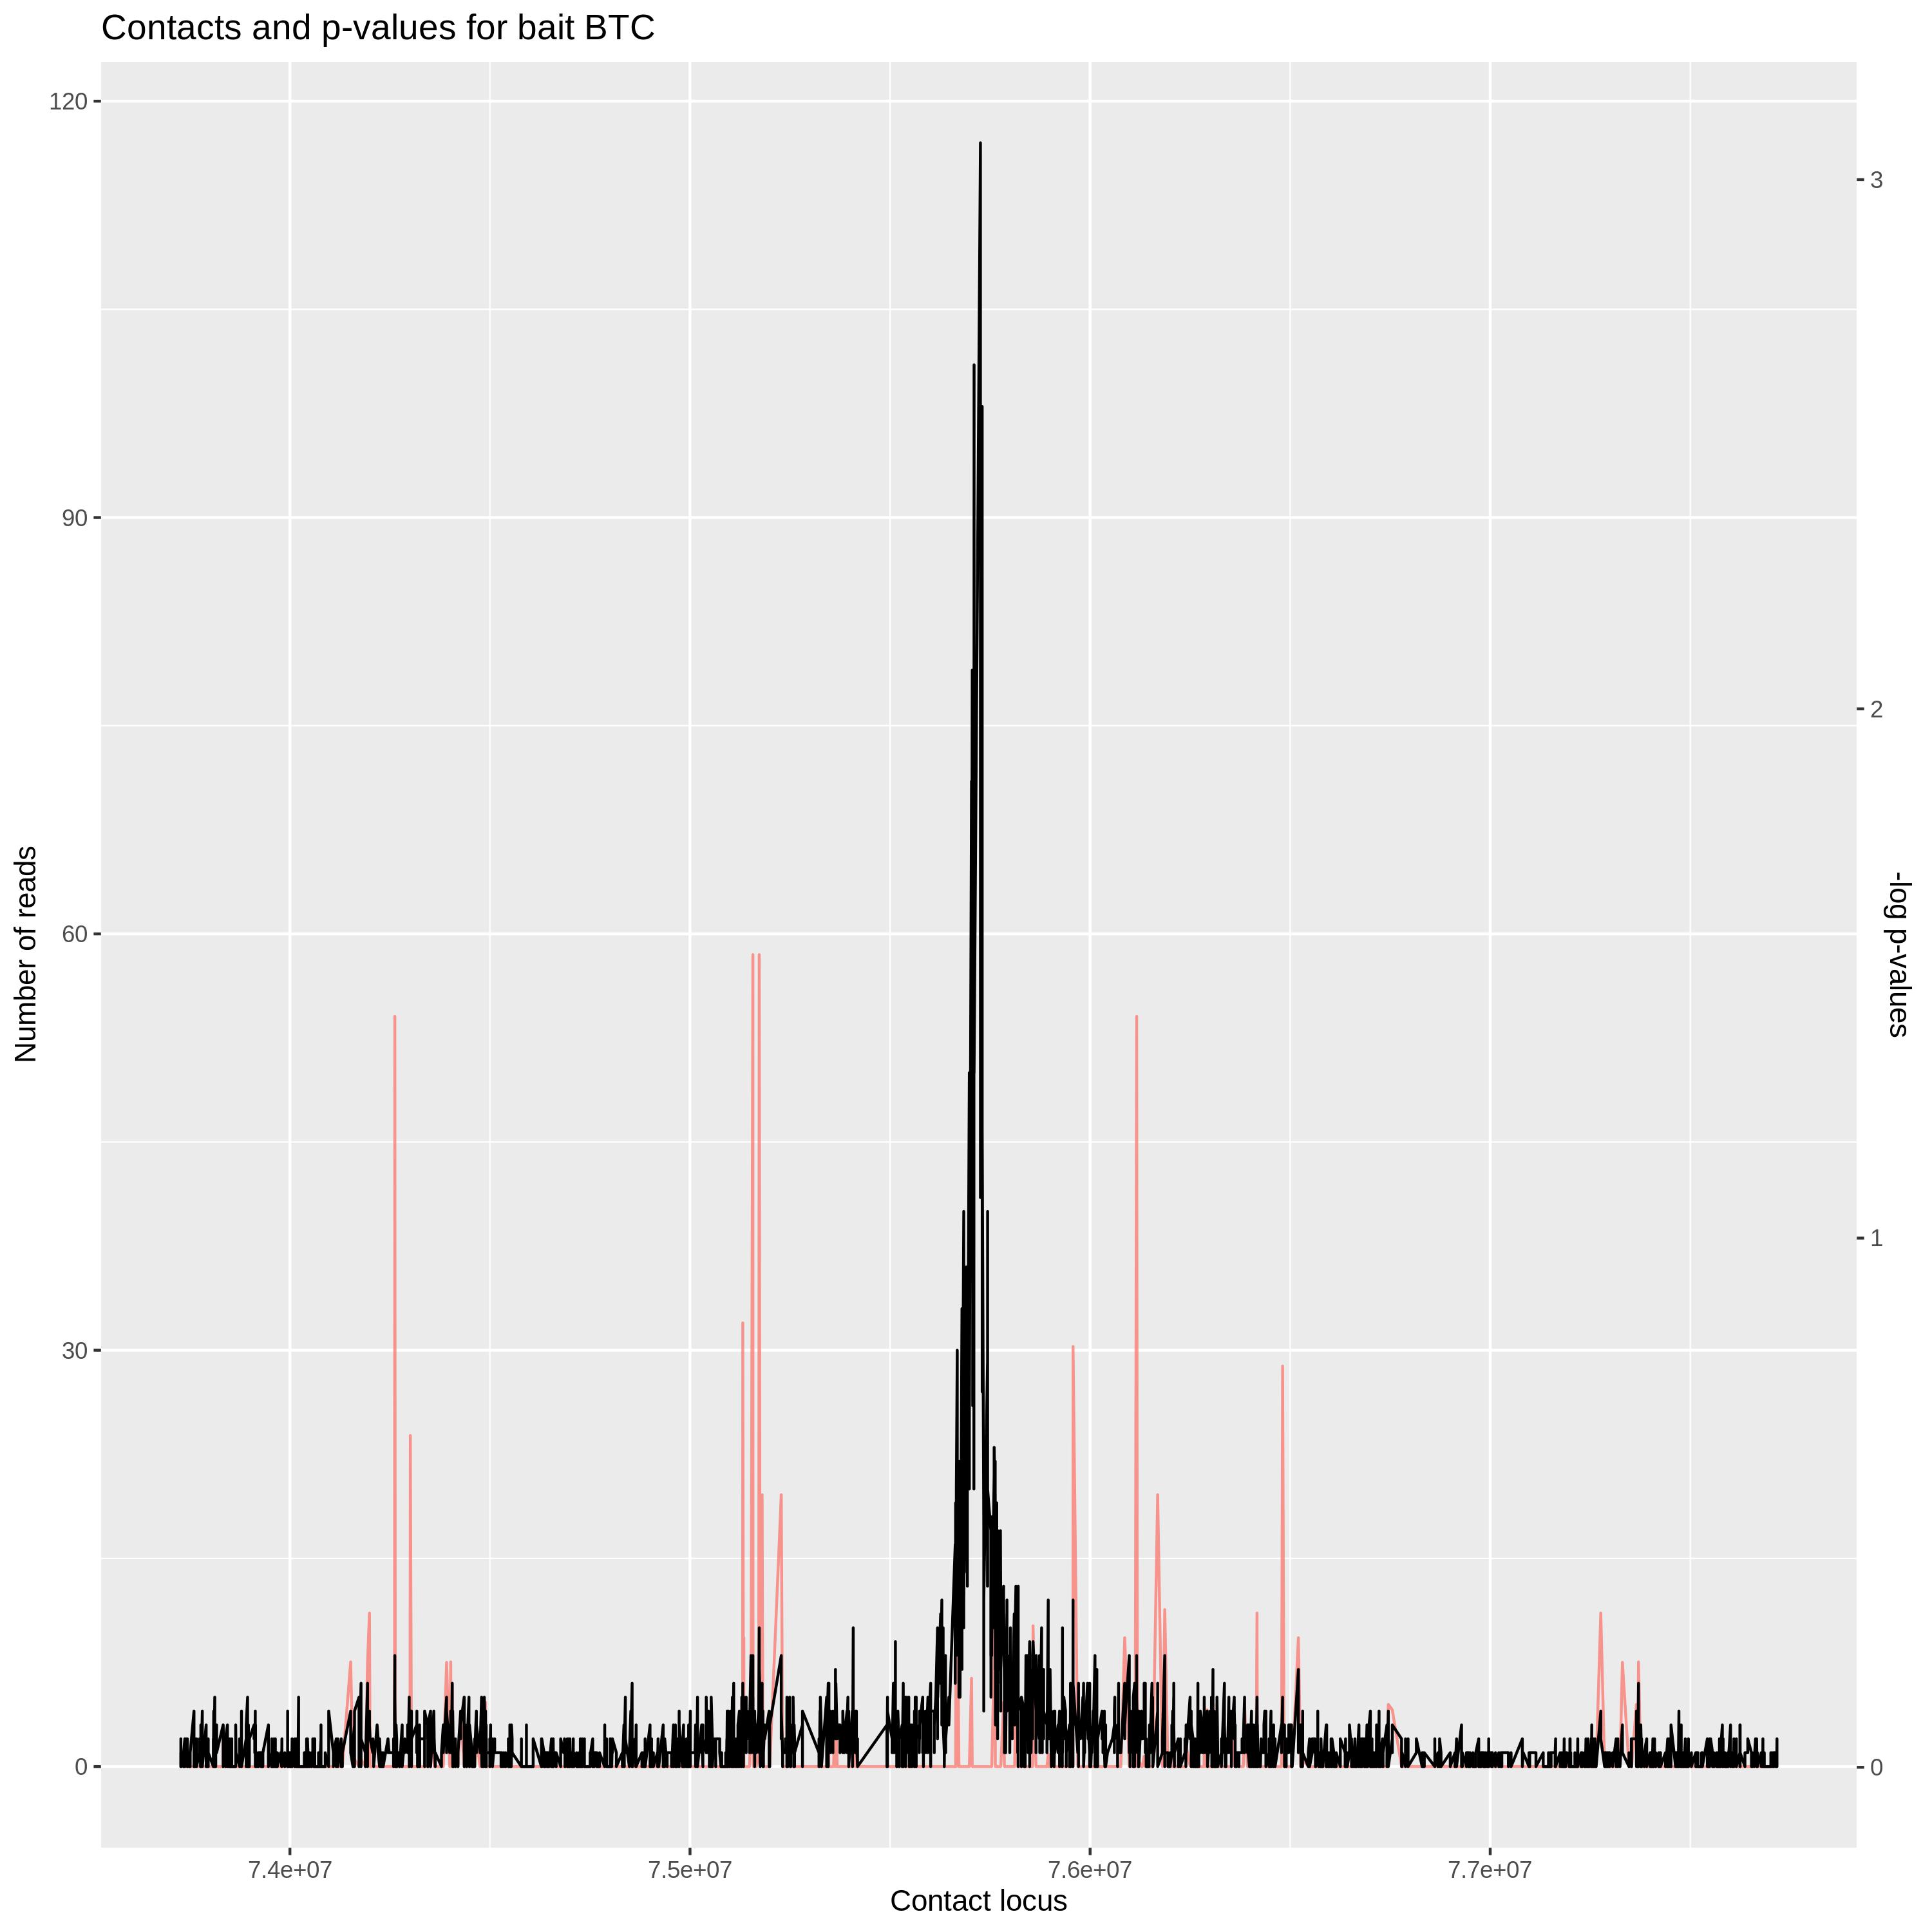 Contacts and p-values for bait BTC
120
90
60
30
0
Number of reads
3
2
1
0
-log p-values
7.4e+07
7.5e+07
7.6e+07
7.7e+07
Contact locus